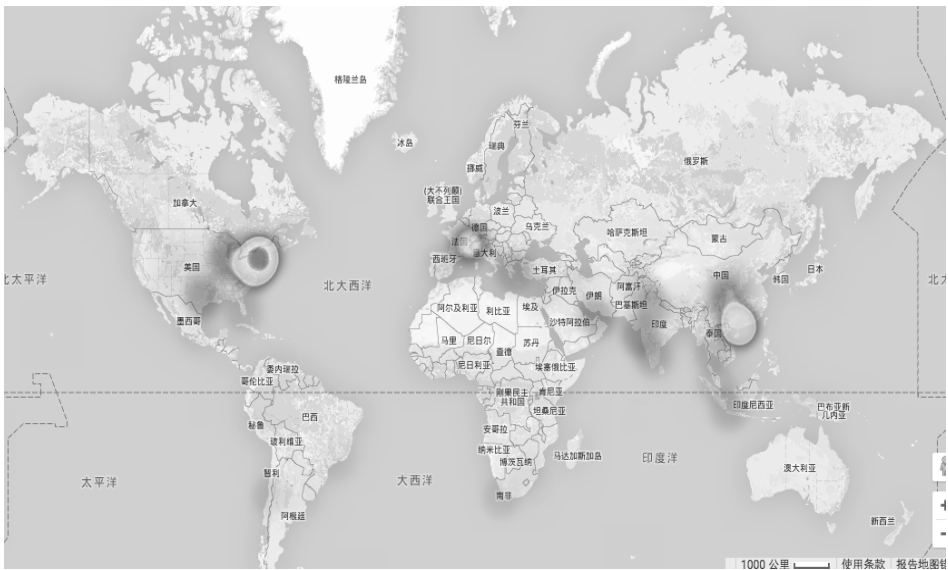 格陵兰岛
冰岛
芬兰
瑞典
挪威
俄罗斯
(大不列颠)
联合王国
加拿大
波兰
德国
乌克兰
法国
哈萨克斯坦
蒙古
意大利
西班牙
美国
土耳其
中国
韩国
日本
北太平洋
北大西洋
伊拉克
伊朗
阿富汗
巴基斯坦
阿尔及利亚
利比亚
埃及
沙特阿拉伯
印度
墨西哥
马里
尼日尔
乍得
苏丹
泰国
委内瑞拉
哥伦比亚
尼日利亚
埃塞俄比亚
刚果民主
共和国
肯尼亚
印度尼西亚
巴布亚新
几内亚
坦桑尼亚
巴西
秘鲁
安哥拉
玻利维亚
纳米比亚
博茨瓦纳
马达加斯加岛
印度洋
澳大利亚
智利
太平洋
大西洋
南非
阿根廷
新西兰
1000 公里
使用条款
报告地图错